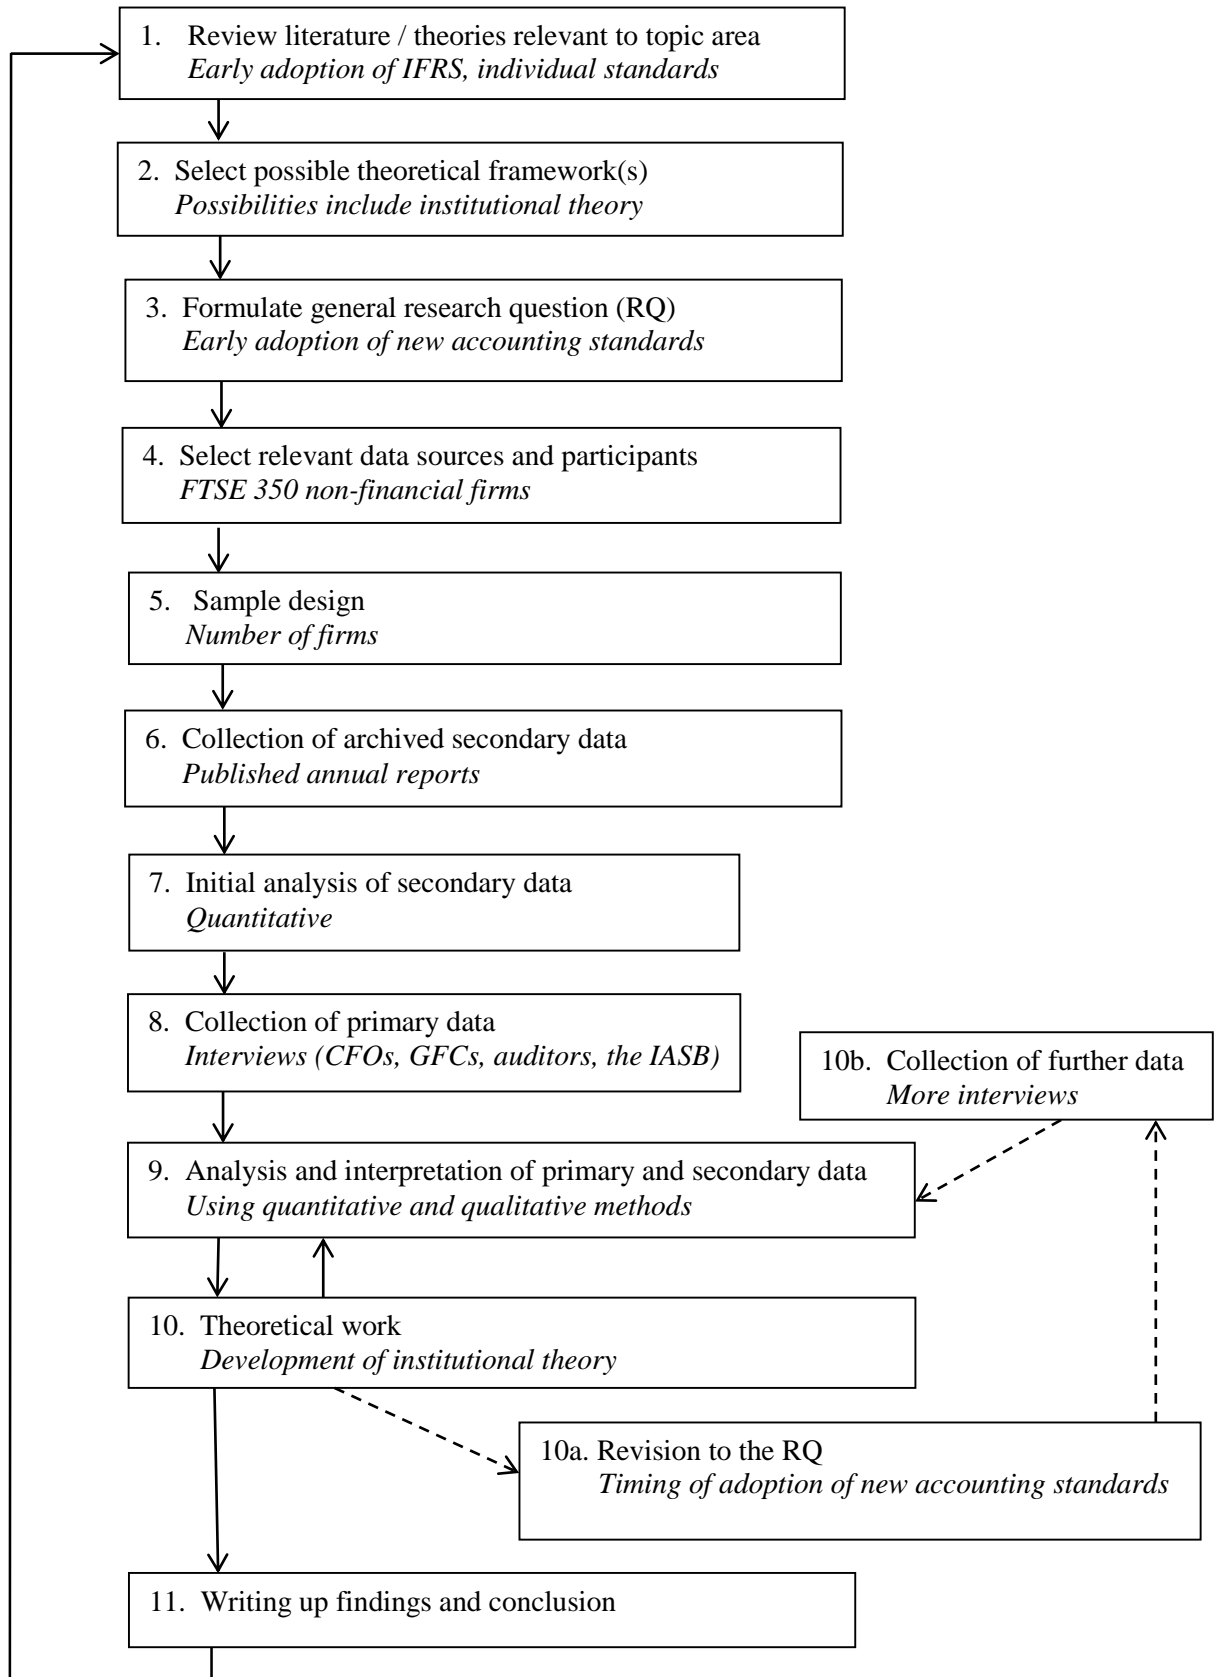 1. Review literature / theories relevant to topic area
Early adoption of IFRS, individual standards
2. Select possible theoretical framework(s)
Possibilities include institutional theory
3. Formulate general research question (RQ)
Early adoption of new accounting standards
4. Select relevant data sources and participants
FTSE 350 non-financial firms
5. Sample design
Number of firms
6. Collection of archived secondary data
Published annual reports
7. Initial analysis of secondary data
Quantitative
8. Collection of primary data
Interviews (CFOs, GFCs, auditors, the IASB)
10b. Collection of further data
More interviews
9. Analysis and interpretation of primary and secondary data
Using quantitative and qualitative methods
10. Theoretical work
Development of institutional theory
10a. Revision to the RQ
Timing of adoption of new accounting standards
11. Writing up findings and conclusion